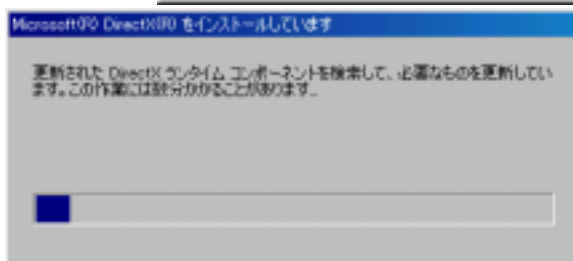 Microsoft(R) DirectX(R) をインストールしています
更新された DirectX ランタイム コンポーネントを検索して、必要なものを更新してい
ます。この作業には数分かかることがあります...